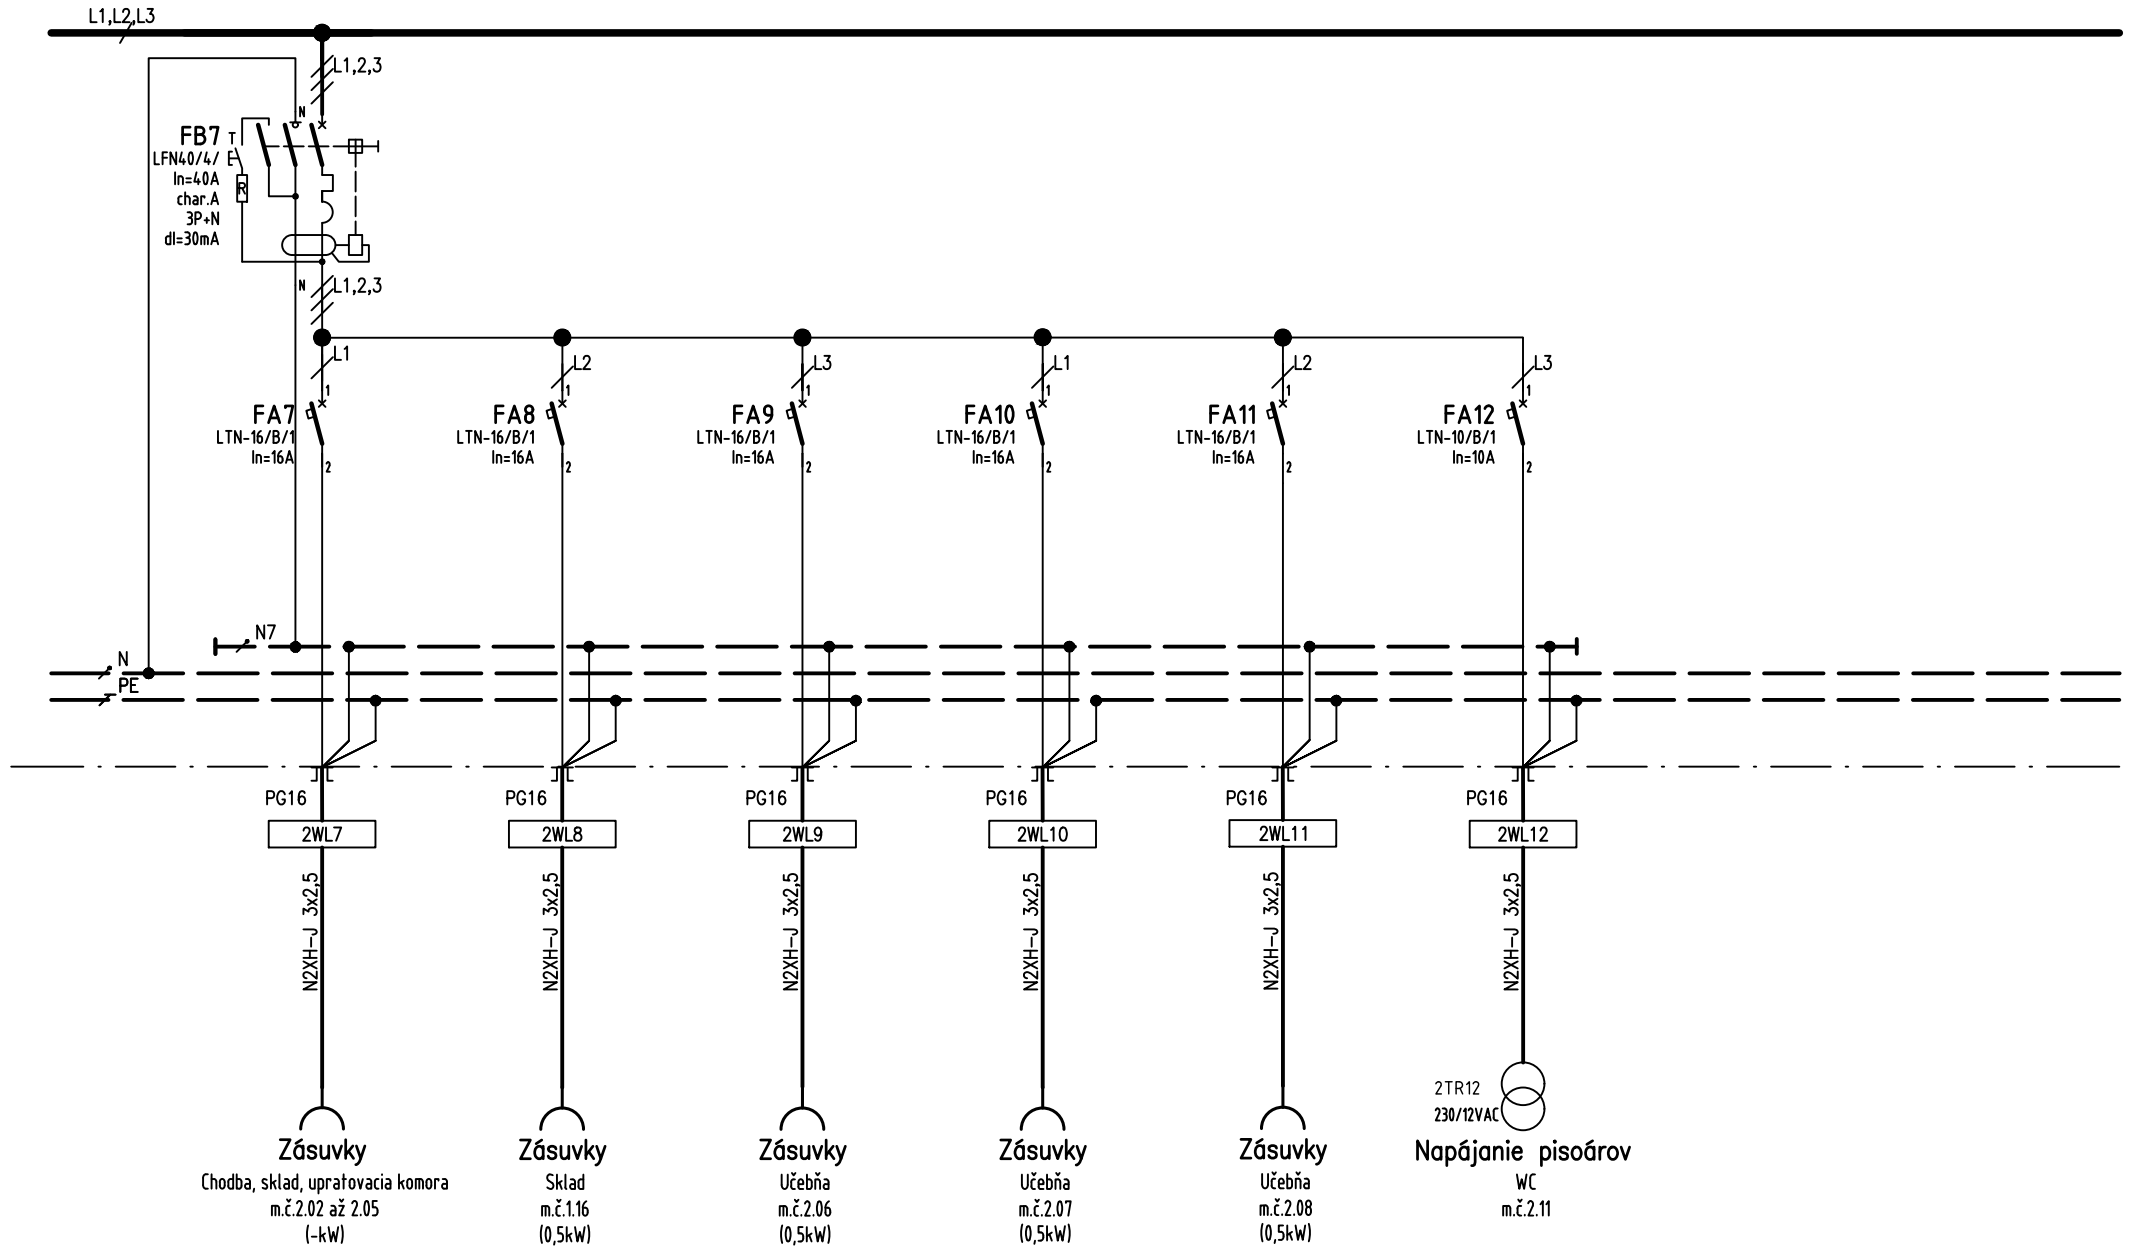 L1,L2,L3
L1,2,3
N
FB7
T
LFN40/4/
E
In=40A
R
char.A
3P+N
dI=30mA
N
L1,2,3
L1
L2
L3
L1
L2
L3
1
1
1
1
1
1
FA7
FA8
FA9
FA10
FA11
FA12
LTN-16/B/1
LTN-16/B/1
LTN-16/B/1
LTN-16/B/1
LTN-16/B/1
LTN-10/B/1
In=16A
In=16A
In=16A
In=16A
In=16A
In=10A
2
2
2
2
2
2
N7
N
PE
PG16
PG16
PG16
PG16
PG16
PG16
2WL7
2WL8
2WL9
2WL10
2WL11
2WL12
N2XH-J 3x2,5
N2XH-J 3x2,5
N2XH-J 3x2,5
N2XH-J 3x2,5
N2XH-J 3x2,5
N2XH-J 3x2,5
2TR12
230/12VAC
Zásuvky
Zásuvky
Zásuvky
Zásuvky
Zásuvky
Napájanie pisoárov
Chodba, sklad, upratovacia komora
Sklad
Učebňa
Učebňa
Učebňa
WC
m.č.2.02 až 2.05
m.č.1.16
m.č.2.06
m.č.2.07
m.č.2.08
m.č.2.11
(-kW)
(0,5kW)
(0,5kW)
(0,5kW)
(0,5kW)